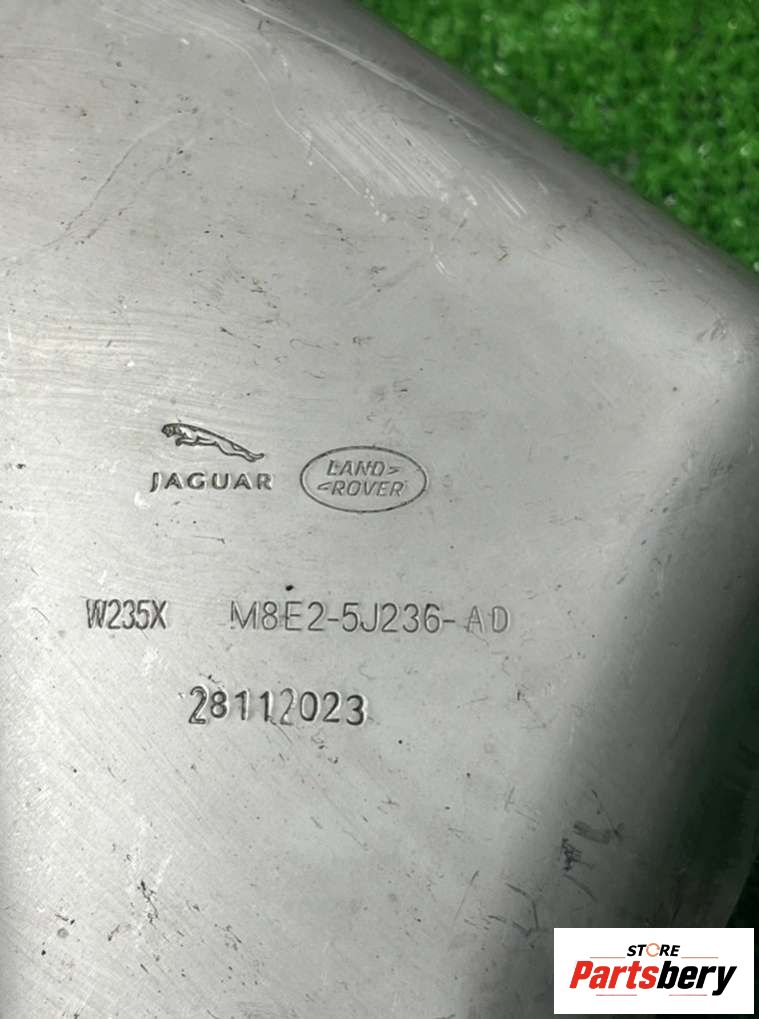 JAGUAR
LAND
ROVER
W235X M8E2-5J236-AD
28112023
STORE
Partsbery